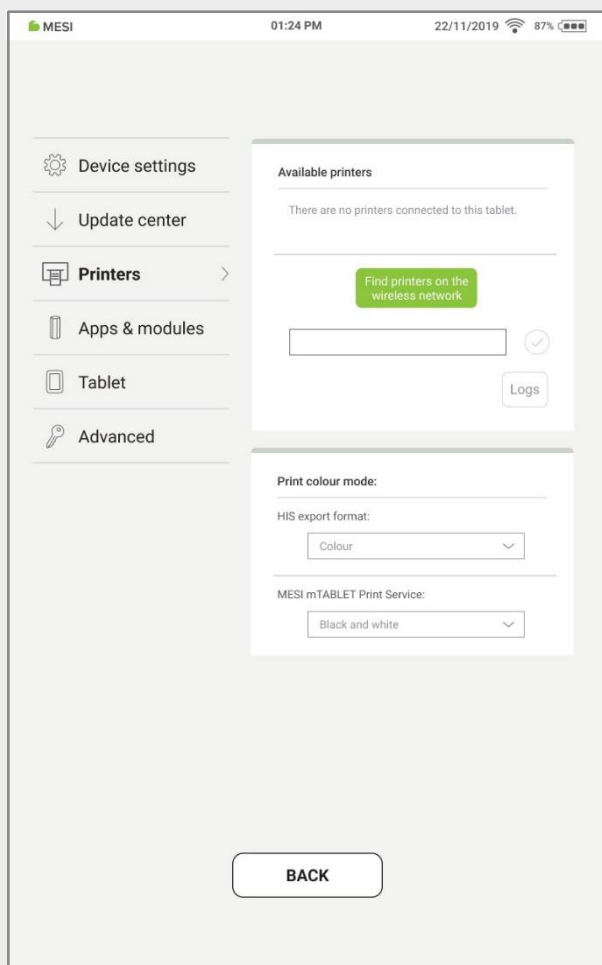 MESI 01:24 PM 22/11/2019 87%
Device settings
Update center
Printers
Apps & modules
Tablet
Advanced
Available printers
There are no printers connected to this tablet.
Find printers on the
wireless network
Logs
Print colour mode:
HIS export format:
Colour
MESI mTABLET Print Service:
Black and white
BACK